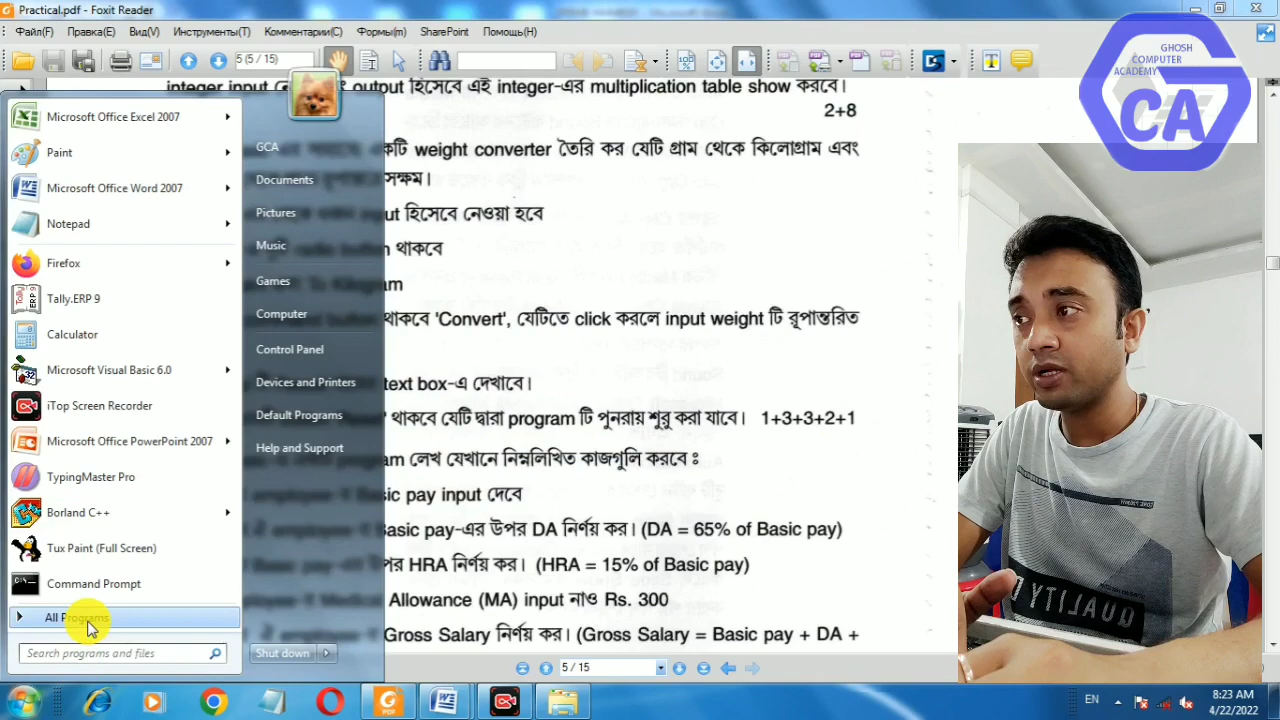 Practical.pdf - Foxit Reader
Файл(F) Правка(E) Вид(V) Инструменты(T) Комментарии(C) Формы(m) SharePoint Помощь(H)
5 (5 / 15)
GHOSH
COMPUTER
ACADEMY
CA
output হিসেবে এই integer-এর multiplication table show করবে।
2+8
একটি weight converter তৈরি কর যেটি গ্রাম থেকে কিলোগ্রাম এবং
সক্ষম।
হিসেবে নেওয়া হবে
থাকবে
থাকবে 'Convert', যেটিতে click করলে input weight টি রূপান্তরিত
text box-এ দেখাবে।
থাকবে যেটি দ্বারা program টি পুনরায় শুরু করা যাবে। 1+3+3+2+1
program লেখ যেখানে নিম্নলিখিত কাজগুলি করবে ঃ
Basic pay input দেবে
Basic pay-এর উপর DA নির্ণয় কর। (DA = 65% of Basic pay)
HRA নির্ণয় কর। (HRA = 15% of Basic pay)
Allowance (MA) input নাও Rs. 300
Gross Salary নির্ণয় কর। (Gross Salary = Basic pay + DA +
Microsoft Office Excel 2007
Paint
Microsoft Office Word 2007
Notepad
Firefox
Tally.ERP 9
Calculator
Microsoft Visual Basic 6.0
iTop Screen Recorder
Microsoft Office PowerPoint 2007
TypingMaster Pro
Borland C++
Tux Paint (Full Screen)
Command Prompt
All Programs
Search programs and files
GCA
Documents
Pictures
Music
Games
Computer
Control Panel
Devices and Printers
Default Programs
Help and Support
Shut down
5 / 15
QUALITY
EN
8:23 AM
4/22/2022